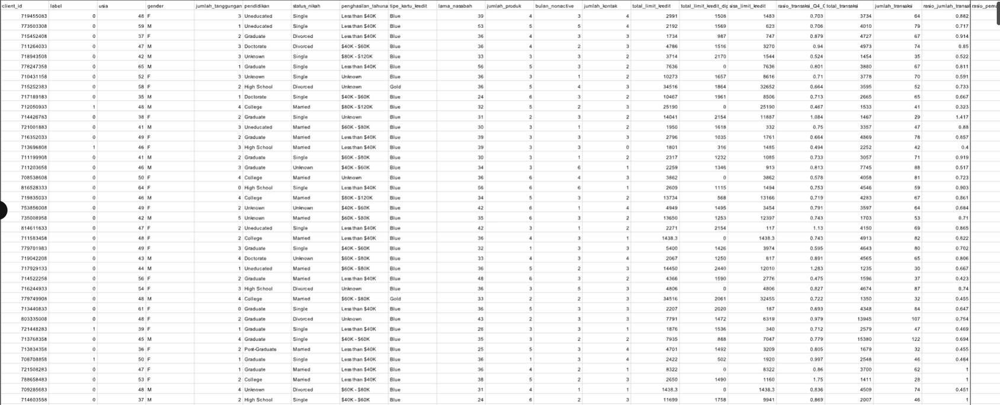 client_id label usia gender jumlah_tanggungan pendidikan status_nikah penghasilan_tahuna tipe_kartu_kredit lama_nasabah jumlah_produk bulan_nonactive jumlah_kontak total_limit_kredit total_limit_kredit_dip sisa_limit_kredit rasio_transaksi_Q4_Q total_transaksi jumlah_transaksi rasio_jumlah_transal rasio_pema
719455083 0 48 F 3 Uneducated Single Less than $40K Blue 39 4 3 4 2991 1508 1483 0.703 3734 64 0.882
773503308 0 59 M 1 Uneducated Single Less than $40K Blue 53 5 5 4 2192 1569 623 0.706 4010 79 0.717
715452408 0 37 F 2 Graduate Divorced Less than $40K Blue 36 4 3 3 1734 987 747 0.879 4727 67 0.914
711264033 0 47 M 3 Doctorate Divorced $40K - $60K Blue 36 4 2 3 4786 1516 3270 0.94 4973 74 0.85
718943508 0 42 M 3 Unknown Single $80K - $120K Blue 33 3 3 2 3714 2170 1544 0.524 1454 35 0.522
778247358 0 65 M 1 Graduate Single Less than $40K Blue 56 5 3 2 7636 0 7636 0.801 3880 67 0.811
710431158 0 52 F 3 Unknown Single Unknown Blue 36 3 1 2 10273 1657 8616 0.71 3778 70 0.591
715252383 0 58 F 2 High School Divorced Unknown Gold 36 5 4 3 34516 1864 32652 0.664 3595 52 0.733
717189183 0 35 M 1 Doctorate Single $40K - $60K Blue 24 6 3 2 10467 1961 8506 0.713 2665 65 0.667
712050933 1 48 M 4 College Married $80K - $120K Blue 32 5 2 3 25190 0 25190 0.467 1533 41 0.323
714426783 0 38 F 2 Graduate Single Unknown Blue 31 2 3 2 14041 2154 11887 1.084 1467 29 1.417
721001883 0 41 M 3 Uneducated Married $60K - $80K Blue 30 3 1 2 1950 1618 332 0.75 3357 47 0.88
716352033 0 49 F 2 Graduate Married Less than $40K Blue 39 3 3 3 2796 1035 1761 0.664 4869 78 0.857
713696808 1 46 F 3 High School Married Less than $40K Blue 39 3 3 0 1801 316 1485 0.494 2252 42 0.4
711199908 0 41 M 2 Graduate Single $60K - $80K Blue 30 3 1 2 2317 1232 1085 0.733 3057 71 0.919
711203658 0 46 M 3 Graduate Unknown $40K - $60K Blue 34 3 6 1 2259 1346 913 0.813 7745 88 0.517
708538608 0 50 F 4 College Married Unknown Blue 36 6 4 3 3862 0 3862 0.578 4058 81 0.723
816528333 0 64 F 0 High School Single Less than $40K Blue 56 6 6 1 2609 1115 1494 0.753 4546 59 0.903
719835033 0 46 M 4 College Married $80K - $120K Blue 34 5 3 2 13734 568 13166 0.719 4283 67 0.861
753856008 0 49 F 2 Unknown Unknown $40K - $60K Blue 42 6 1 4 4949 1495 3454 0.791 3597 64 0.684
735008958 0 42 M 5 Unknown Married $60K - $80K Blue 35 6 3 2 13650 1253 12397 0.743 1703 53 0.71
814611633 0 47 F 2 Uneducated Single Less than $40K Blue 42 3 1 2 2271 2154 117 1.13 4150 69 0.865
711583458 0 48 F 2 College Married Less than $40K Blue 36 4 3 1 1438.3 0 1438.3 0.743 4913 82 0.822
779701983 0 49 F 3 Graduate Single $40K - $60K Blue 32 1 3 3 5400 1426 3974 0.595 4643 80 0.702
719042208 0 43 M 4 Doctorate Unknown $60K - $80K Blue 33 4 3 4 2067 1250 817 0.891 4565 65 0.806
717929133 0 44 M 1 Uneducated Married $60K - $80K Blue 36 5 2 3 14450 2440 12010 1.283 1235 30 0.667
714522258 0 56 F 2 Graduate Married Less than $40K Blue 48 6 3 2 4366 1590 2776 0.475 1596 37 0.423
716244933 0 54 F 3 High School Divorced Unknown Blue 36 3 5 3 4806 0 4806 0.827 4674 87 0.74
779749908 0 48 M 4 College Married $60K - $80K Gold 33 2 2 3 34516 2061 32455 0.722 1350 32 0.455
713440833 0 61 F 0 Graduate Single Less than $40K Blue 36 5 3 3 2207 2020 187 0.693 4348 84 0.647
803335008 0 48 F 2 Graduate Divorced Unknown Blue 43 2 3 3 7791 1472 6319 0.979 13945 107 0.754
721448283 1 39 F 1 Graduate Single Less than $40K Blue 26 3 3 1 1876 1536 340 0.712 2579 47 0.469
713768358 0 45 M 4 Graduate Single $40K - $60K Blue 35 3 2 2 7935 888 7047 0.779 15380 122 0.694
713834358 0 36 F 2 Post-Graduate Married Less than $40K Blue 25 5 3 4 4701 1492 3209 0.805 1679 32 0.455
708708858 1 50 F 1 Graduate Single Less than $40K Blue 36 1 3 4 2422 502 1920 0.997 2548 46 0.484
721508283 0 47 F 1 Graduate Married Less than $40K Blue 36 4 2 1 8322 0 8322 0.86 3700 62 1
788658483 0 53 F 2 College Married Less than $40K Blue 38 5 2 3 2650 1490 1160 1.75 1411 28 1
709285683 0 48 M 4 Unknown Divorced $60K - $80K Blue 31 4 1 1 1438.3 0 1438.3 0.836 4509 74 0.451
714603558 0 37 M 2 High School Single $40K - $60K Blue 24 6 2 3 11699 1758 9941 0.869 2007 46 1